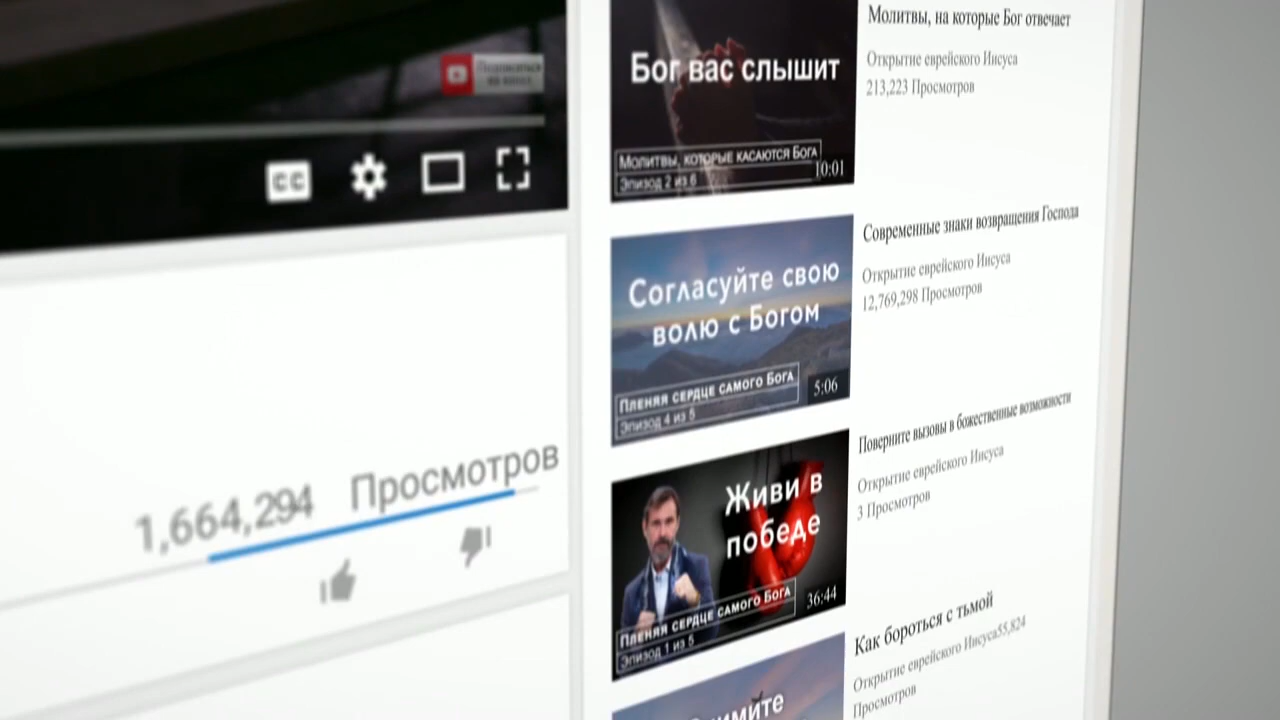 Подписаться
на канал
CC
1,664,294 Просмотров
Бог вас слышит
Молитвы, которые касаются Бога
Эпизод 2 из 6
10:01
Молитвы, на которые Бог отвечает
Открытие еврейского Иисуса
213,223 Просмотров
Согласуйте свою
волю с Богом
Пленяя сердце самого Бога
Эпизод 4 из 5
5:06
Современные знаки возвращения Господа
Открытие еврейского Иисуса
12,769,298 Просмотров
Живи в
победе
Пленяя сердце самого Бога
Эпизод 1 из 5
36:44
Поверните вызовы в божественные возможности
Открытие еврейского Иисуса
3 Просмотров
Как бороться с тьмой
Открытие еврейского Иисуса55,824
Просмотров